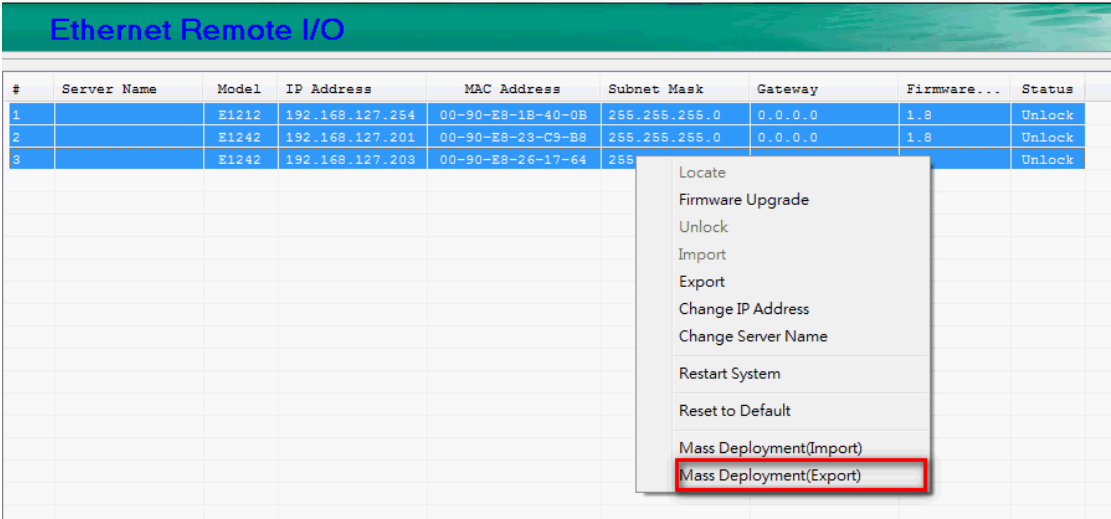 Ethernet Remote I/O
# Server Name Model IP Address MAC Address Subnet Mask Gateway Firmware... Status
1 E1212 192.168.127.254 00-90-E8-1B-40-0B 255.255.255.0 0.0.0.0 1.8 Unlock
2 E1242 192.168.127.201 00-90-E8-23-C9-B8 255.255.255.0 0.0.0.0 1.8 Unlock
3 E1242 192.168.127.203 00-90-E8-26-17-64 255 Unlock
Locate
Firmware Upgrade
Unlock
Import
Export
Change IP Address
Change Server Name
Restart System
Reset to Default
Mass Deployment(Import)
Mass Deployment(Export)